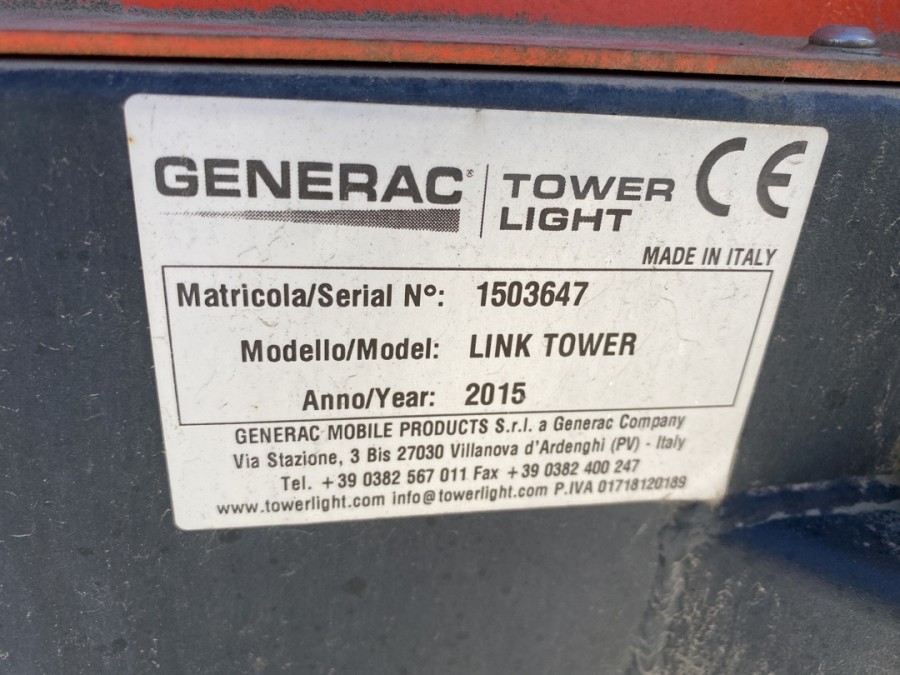 GENERAC®
TOWER
LIGHT
CE
MADE IN ITALY
Matricola/Serial N°: 1503647
Modello/Model: LINK TOWER
Anno/Year: 2015
GENERAC MOBILE PRODUCTS S.r.l. a Generac Company
Via Stazione, 3 Bis 27030 Villanova d'Ardenghi (PV) - Italy
Tel. +39 0382 567 011 Fax +39 0382 400 247
www.towerlight.com info@towerlight.com P.IVA 01718120189